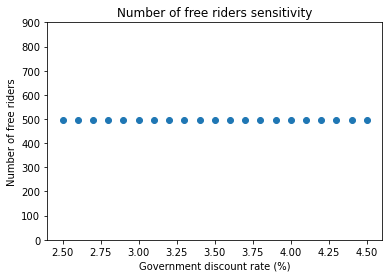 Number of free riders sensitivity
900
800
700
600
500
400
300
200
100
0
Number of free riders
2.50 2.75 3.00 3.25 3.50 3.75 4.00 4.25 4.50
Government discount rate (%)